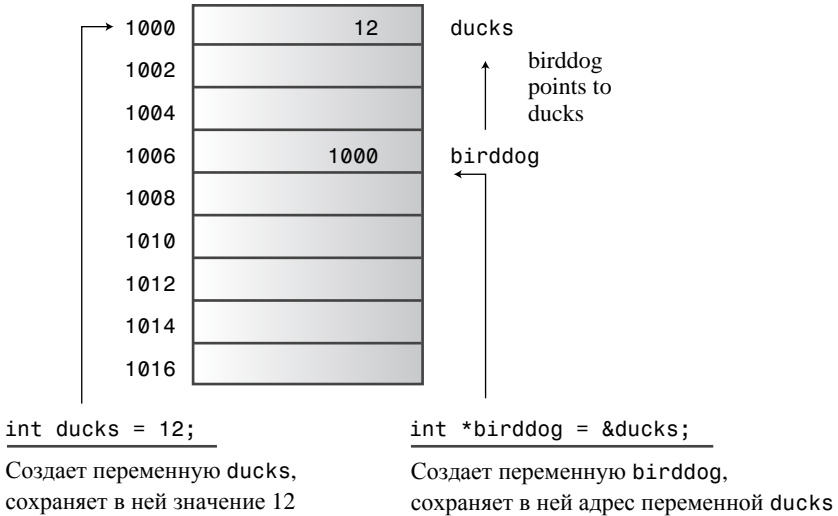 1000 12 ducks
1002
birddog
points to
ducks
1004
1006 1000 birddog
1008
1010
1012
1014
1016
int ducks = 12;
Создает переменную ducks,
сохраняет в ней значение 12
int *birddog = &ducks;
Создает переменную birddog,
сохраняет в ней адрес переменной ducks